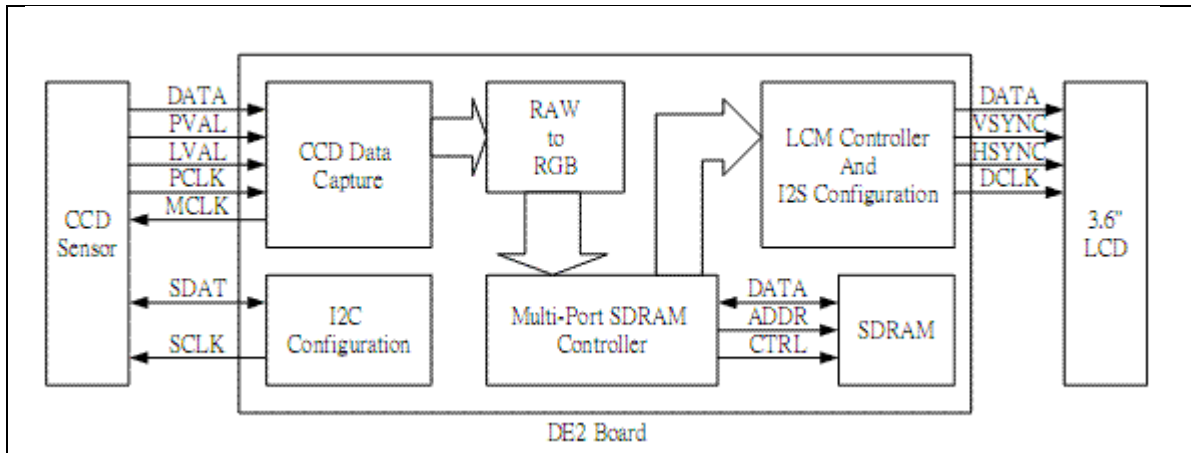 CCD
Sensor
DATA
PVAL
LVAL
PCLK
MCLK
SDAT
SCLK
CCD Data
Capture
I2C
Configuration
RAW
to
RGB
Multi-Port SDRAM
Controller
LCM Controller
And
I2S Configuration
DATA
ADDR
CTRL
SDRAM
DATA
VSYNC
HSYNC
DCLK
3.6"
LCD
DE2 Board